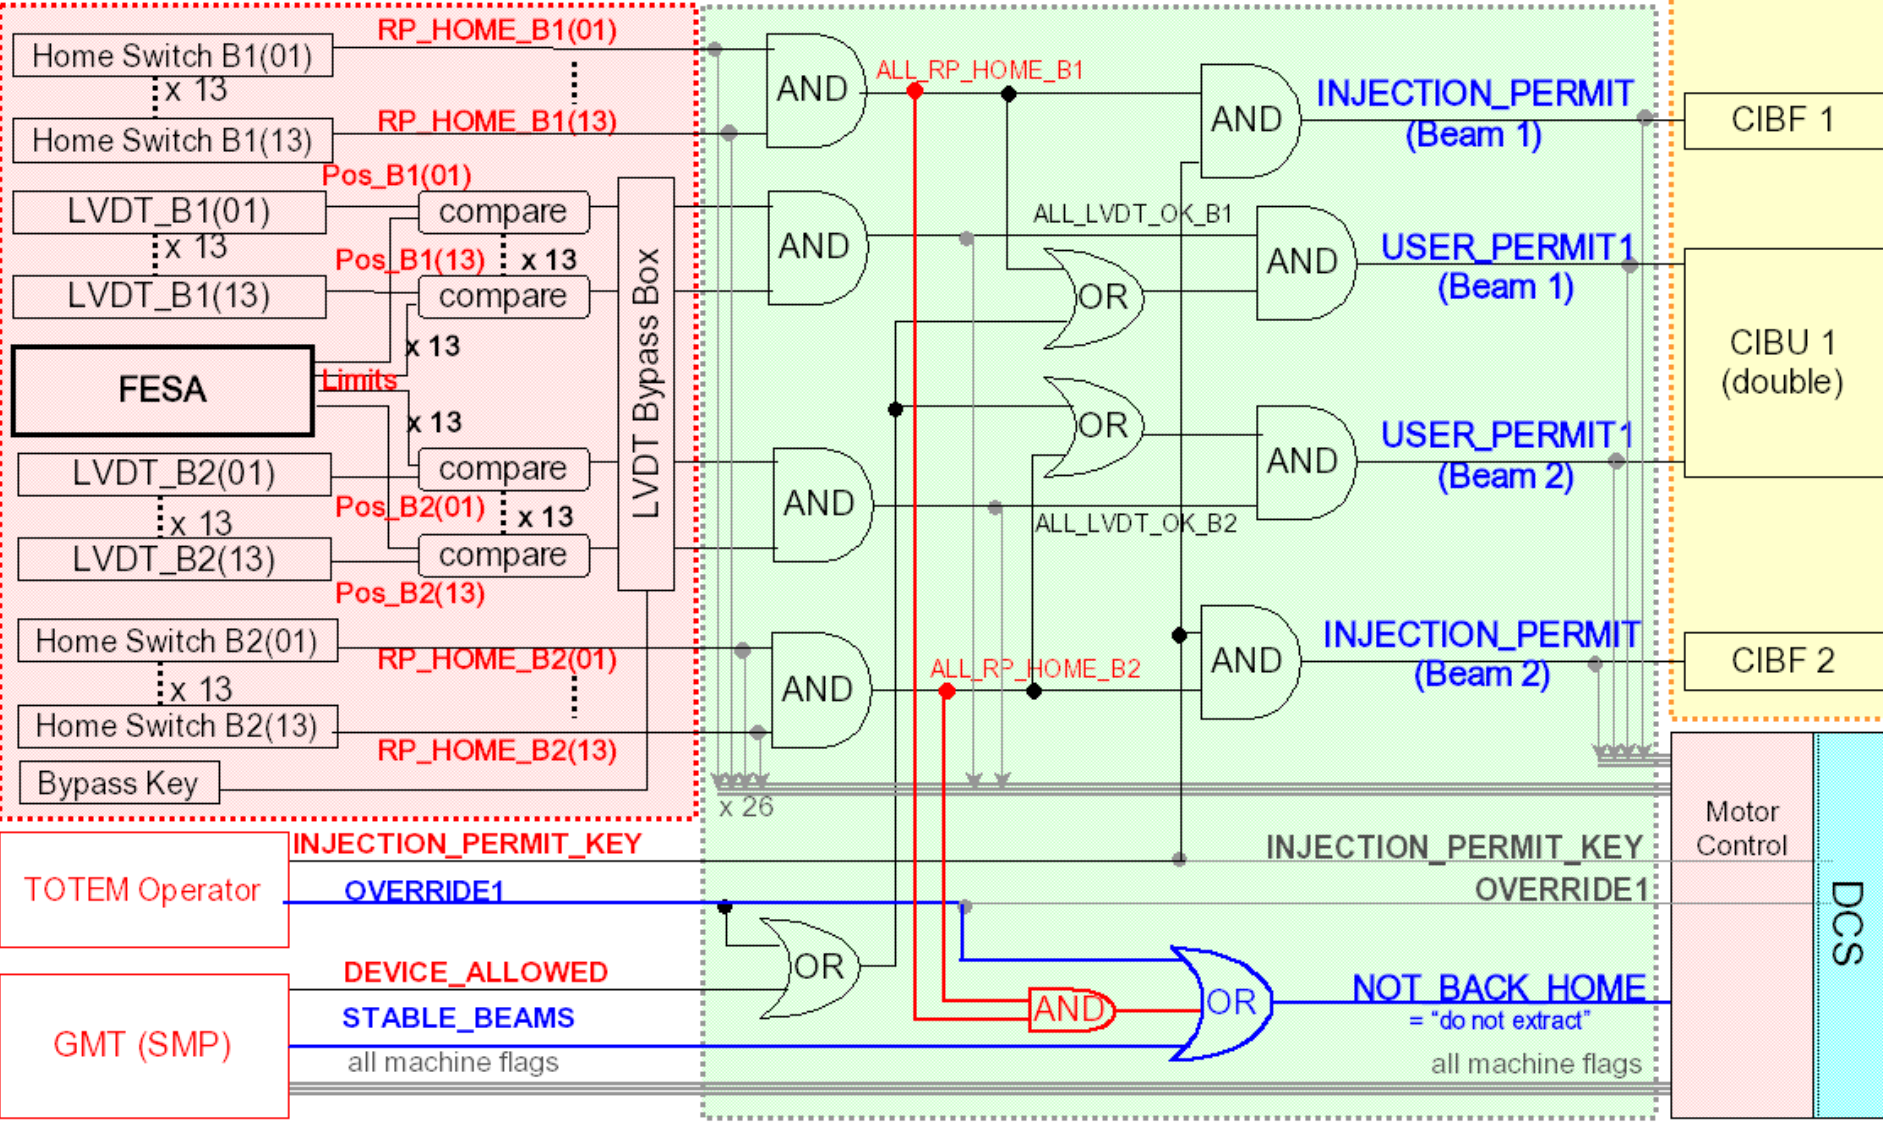 RP_HOME_B1(01)
Home Switch B1(01)
x 13
RP_HOME_B1(13)
Home Switch B1(13)
AND
ALL_RP_HOME_B1
AND
INJECTION_PERMIT
(Beam 1)
CIBF 1
Pos_B1(01)
LVDT_B1(01)
compare
x 13
Pos_B1(13)
x 13
LVDT_B1(13)
compare
LVDT Bypass Box
AND
ALL_LVDT_OK_B1
OR
AND
USER_PERMIT1
(Beam 1)
CIBU 1
(double)
x 13
FESA
Limits
x 13
OR
AND
USER_PERMIT1
(Beam 2)
LVDT_B2(01)
compare
Pos_B2(01)
x 13
x 13
LVDT_B2(13)
compare
Pos_B2(13)
AND
ALL_LVDT_OK_B2
Home Switch B2(01)
RP_HOME_B2(01)
x 13
Home Switch B2(13)
RP_HOME_B2(13)
AND
ALL_RP_HOME_B2
AND
INJECTION_PERMIT
(Beam 2)
CIBF 2
Bypass Key
x 26
Motor
Control
DCS
TOTEM Operator
INJECTION_PERMIT_KEY
INJECTION_PERMIT_KEY
OVERRIDE1
OVERRIDE1
OR
GMT (SMP)
DEVICE_ALLOWED
STABLE_BEAMS
all machine flags
AND
OR
NOT_BACK_HOME
= “do not extract”
all machine flags